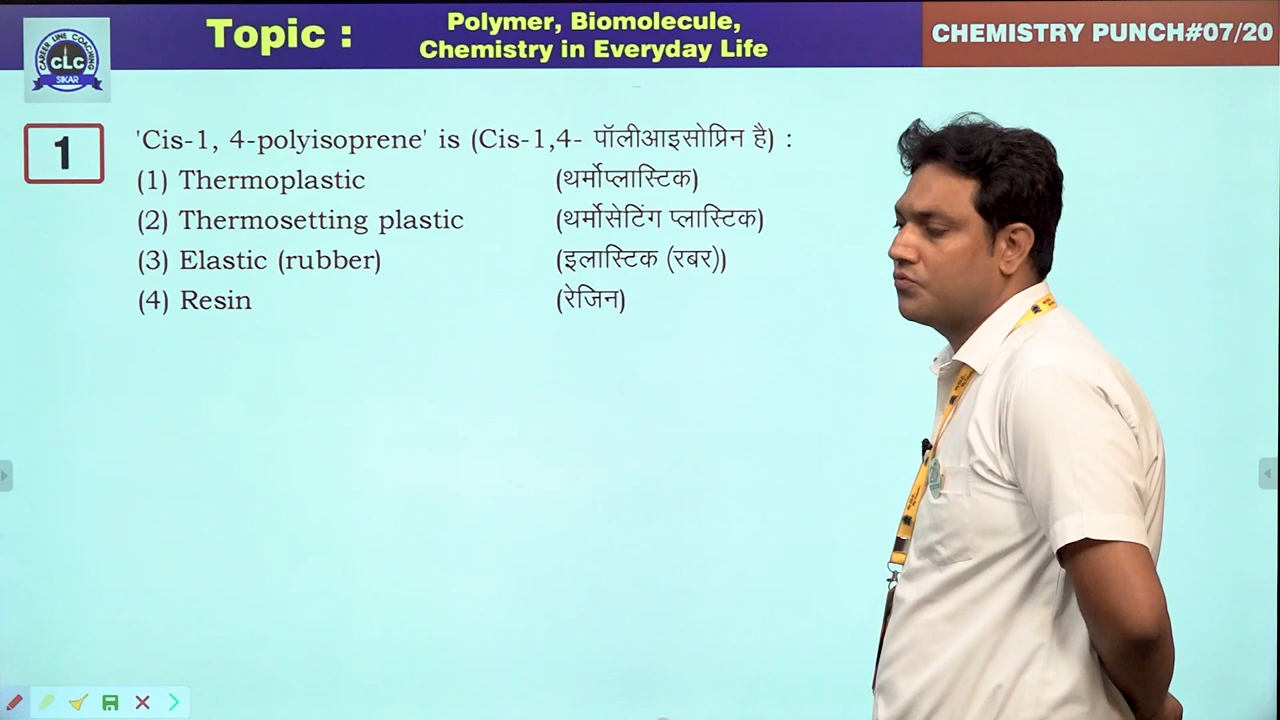 Topic :
Polymer, Biomolecule,
Chemistry in Everyday Life
CHEMISTRY PUNCH#07/20
CAREER LINE COACHING
CLC
SIKAR
1
'Cis-1, 4-polyisoprene' is (Cis-1,4- पॉलीआइसोप्रिन है) :
(1) Thermoplastic (थर्मोप्लास्टिक)
(2) Thermosetting plastic (थर्मोसेटिंग प्लास्टिक)
(3) Elastic (rubber) (इलास्टिक (रबर))
(4) Resin (रेजिन)